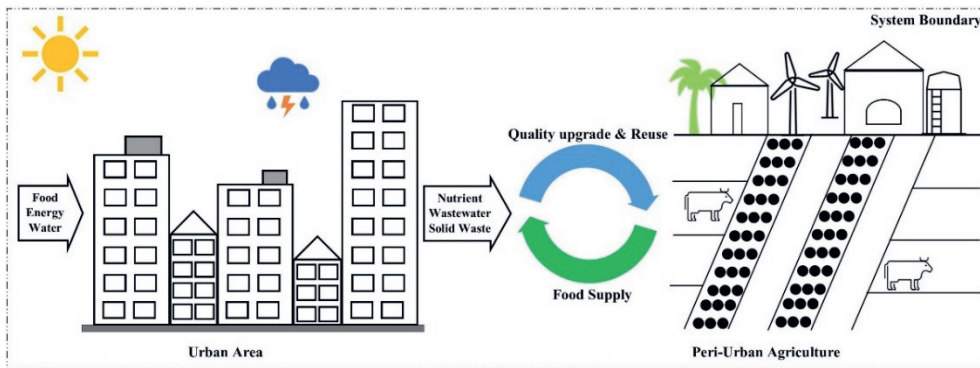 System Boundary
Quality upgrade & Reuse
Food
Energy
Water
Nutrient
Wastewater
Solid Waste
Food Supply
Urban Area
Peri-Urban Agriculture